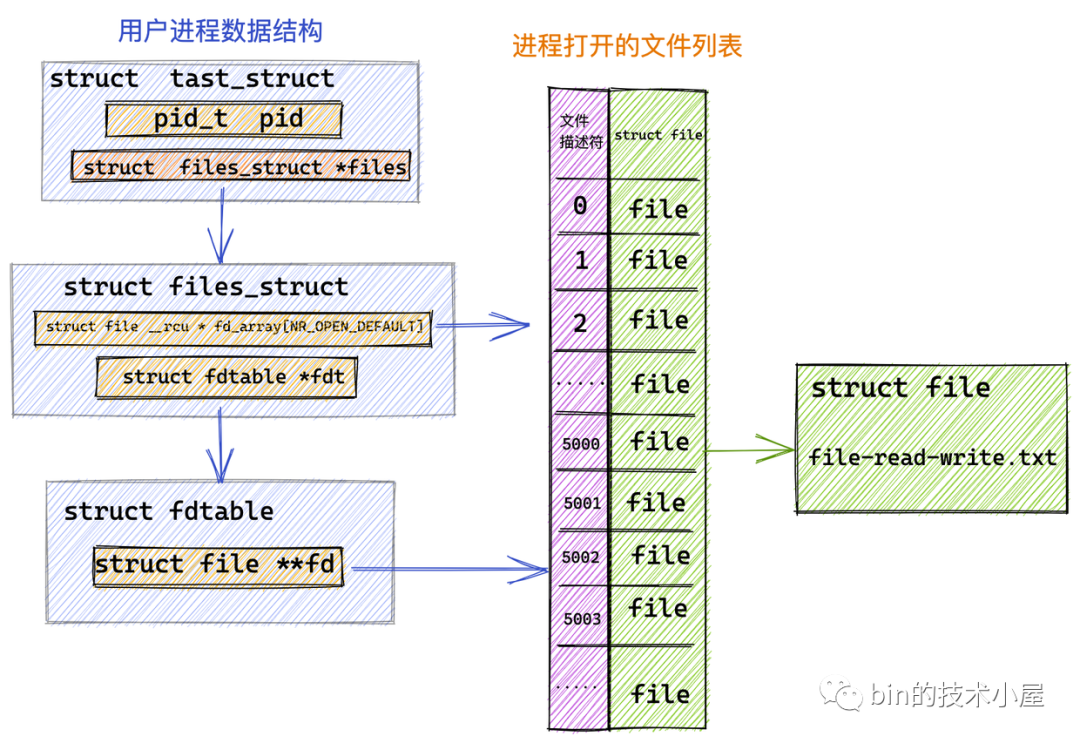 用户进程数据结构
struct tast_struct
pid_t pid
struct files_struct *files
struct files_struct
struct file __rcu * fd_array[NR_OPEN_DEFAULT]
struct fdtable *fdt
struct fdtable
struct file **fd
进程打开的文件列表
文件
描述符
struct file
0 file
1 file
2 file
..... file
5000 file
5001 file
5002 file
5003 file
..... file
struct file
file-read-write.txt
bin的技术小屋